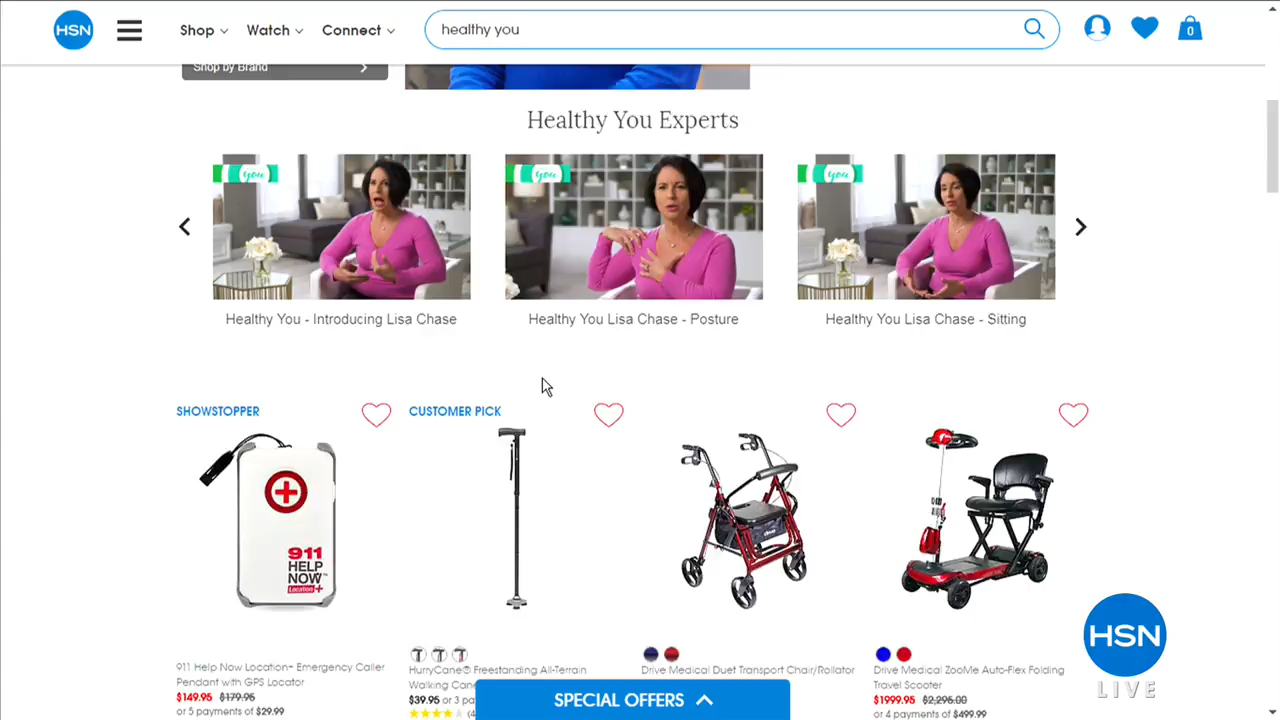 HSN
Shop
Watch
Connect
healthy you
0
Shop by Brand
Healthy You Experts
you
you
you
Healthy You - Introducing Lisa Chase
Healthy You Lisa Chase - Posture
Healthy You Lisa Chase - Sitting
SHOWSTOPPER
CUSTOMER PICK
911
HELP
NOW
Location+
911 Help Now Location+ Emergency Caller
Pendant with GPS Locator
$149.95 $179.95
or 5 payments of $29.99
HurryCane® Freestanding All-Terrain
Walking Cane
$39.95 or 3 pa
Drive Medical Duet Transport Chair/Rollator
Drive Medical ZooMe Auto-Flex Folding
Travel Scooter
$1999.95 $2,296.00
or 4 payments of $499.99
SPECIAL OFFERS
HSN
LIVE